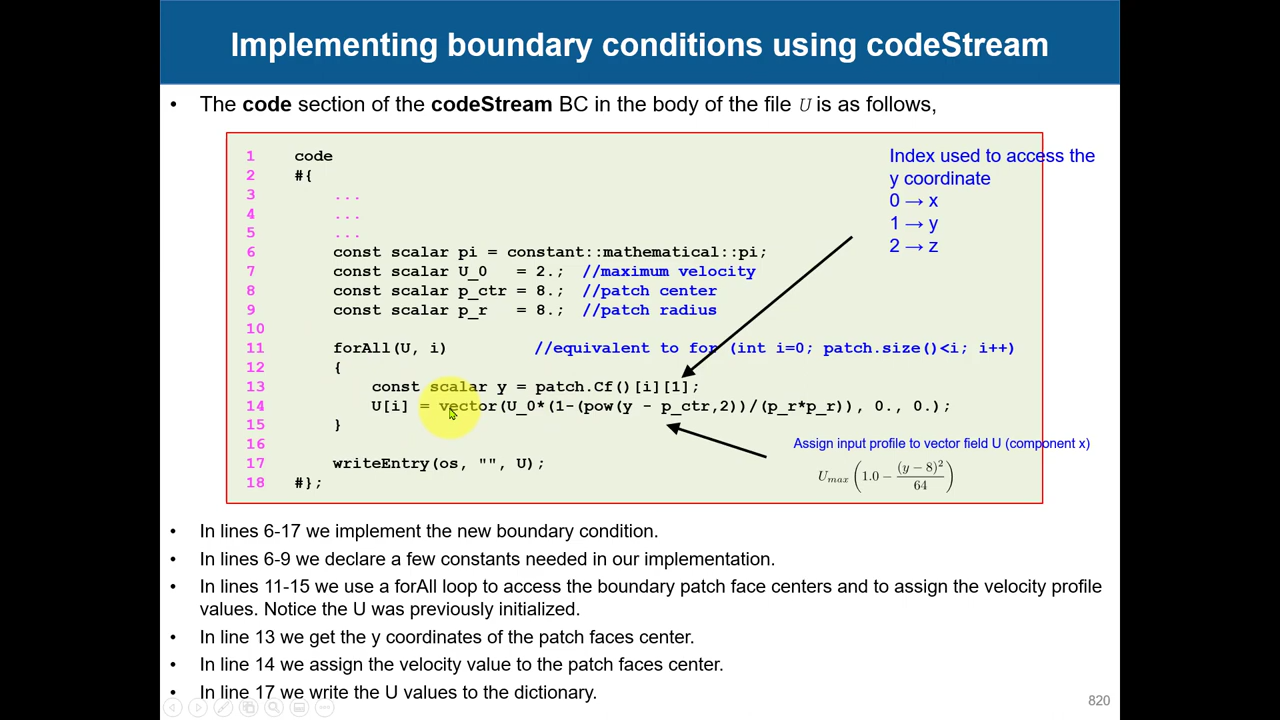 Implementing boundary conditions using codeStream
• The code section of the codeStream BC in the body of the file U is as follows,
1 code
2 #{
3 ...
4 ...
5 ...
6 const scalar pi = constant::mathematical::pi;
7 const scalar U_0 = 2.; //maximum velocity
8 const scalar p_ctr = 8.; //patch center
9 const scalar p_r = 8.; //patch radius
10
11 forAll(U, i) //equivalent to for (int i=0; patch.size()<i; i++)
12 {
13 const scalar y = patch.Cf()[i][1];
14 U[i] = vector(U_0*(1-(pow(y - p_ctr,2))/(p_r*p_r)), 0., 0.);
15 }
16
17 writeEntry(os, "", U);
18 #};
Index used to access the
y coordinate
0 → x
1 → y
2 → z
Assign input profile to vector field U (component x)
U_max (1.0 − (y − 8)² / 64)
• In lines 6-17 we implement the new boundary condition.
• In lines 6-9 we declare a few constants needed in our implementation.
• In lines 11-15 we use a forAll loop to access the boundary patch face centers and to assign the velocity profile
values. Notice the U was previously initialized.
• In line 13 we get the y coordinates of the patch faces center.
• In line 14 we assign the velocity value to the patch faces center.
• In line 17 we write the U values to the dictionary.
820